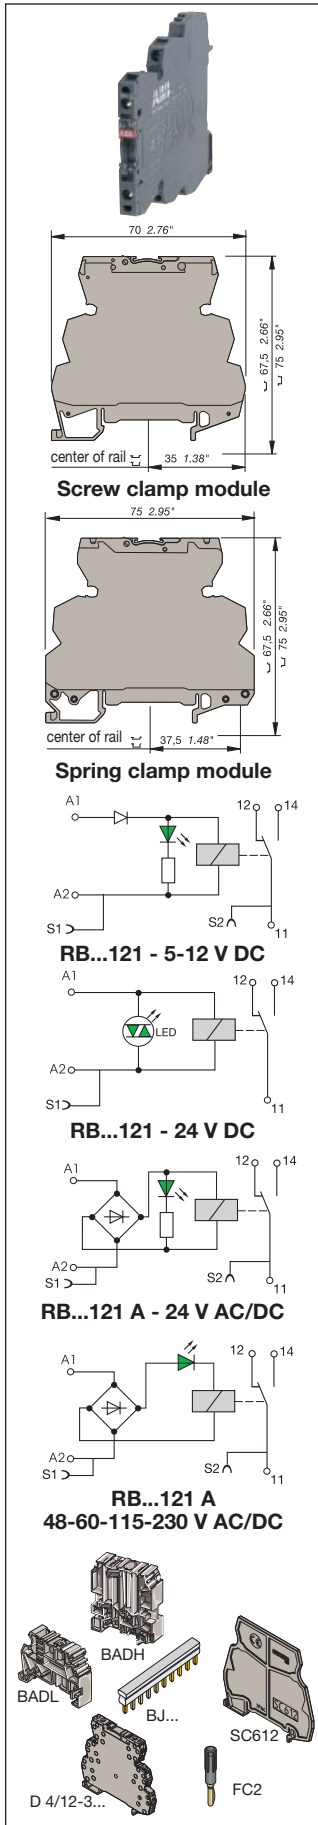 ABB
70 2.76"
67,5 2.66"
75 2.95"
center of rail
35 1.38"
Screw clamp module
75 2.95"
67,5 2.66"
75 2.95"
center of rail
37,5 1.48"
Spring clamp module
A1
12 14
A2
S1
S2
11
RB...121 - 5-12 V DC
A1
12 14
LED
A2
S1
11
RB...121 - 24 V DC
A1
12 14
A2
S1
S2
11
RB...121 A - 24 V AC/DC
A1
12 14
A2
S1
S2
11
RB...121 A
48-60-115-230 V AC/DC
BADH
BADL
BJ...
SC612
D 4/12-3...
FC2